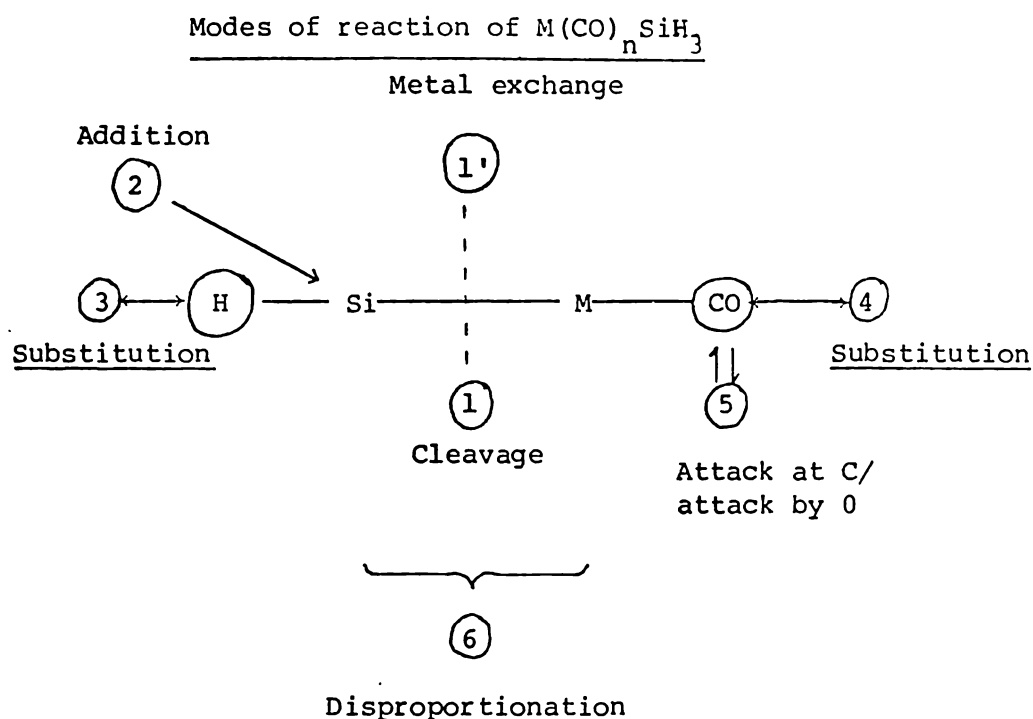 Modes of reaction of M(CO)nSiH3
Metal exchange
Addition
1'
2
3 H Si M CO 4
Substitution Substitution
1 5
Cleavage
Attack at C/
attack by 0
6
Disproportionation